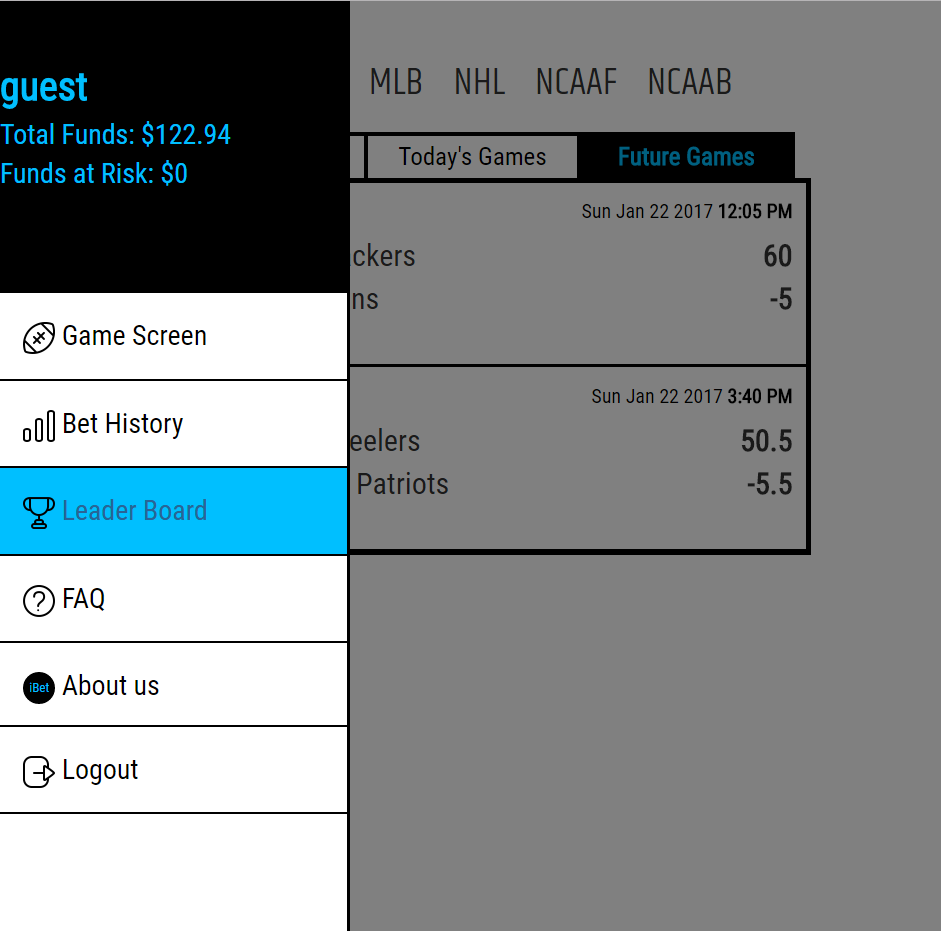 guest
Total Funds: $122.94
Funds at Risk: $0
Game Screen
Bet History
Leader Board
FAQ
iBet About us
Logout
MLB NHL NCAAF NCAAB
Today's Games Future Games
Sun Jan 22 2017 12:05 PM
ckers 60
ns -5
Sun Jan 22 2017 3:40 PM
eelers 50.5
Patriots -5.5